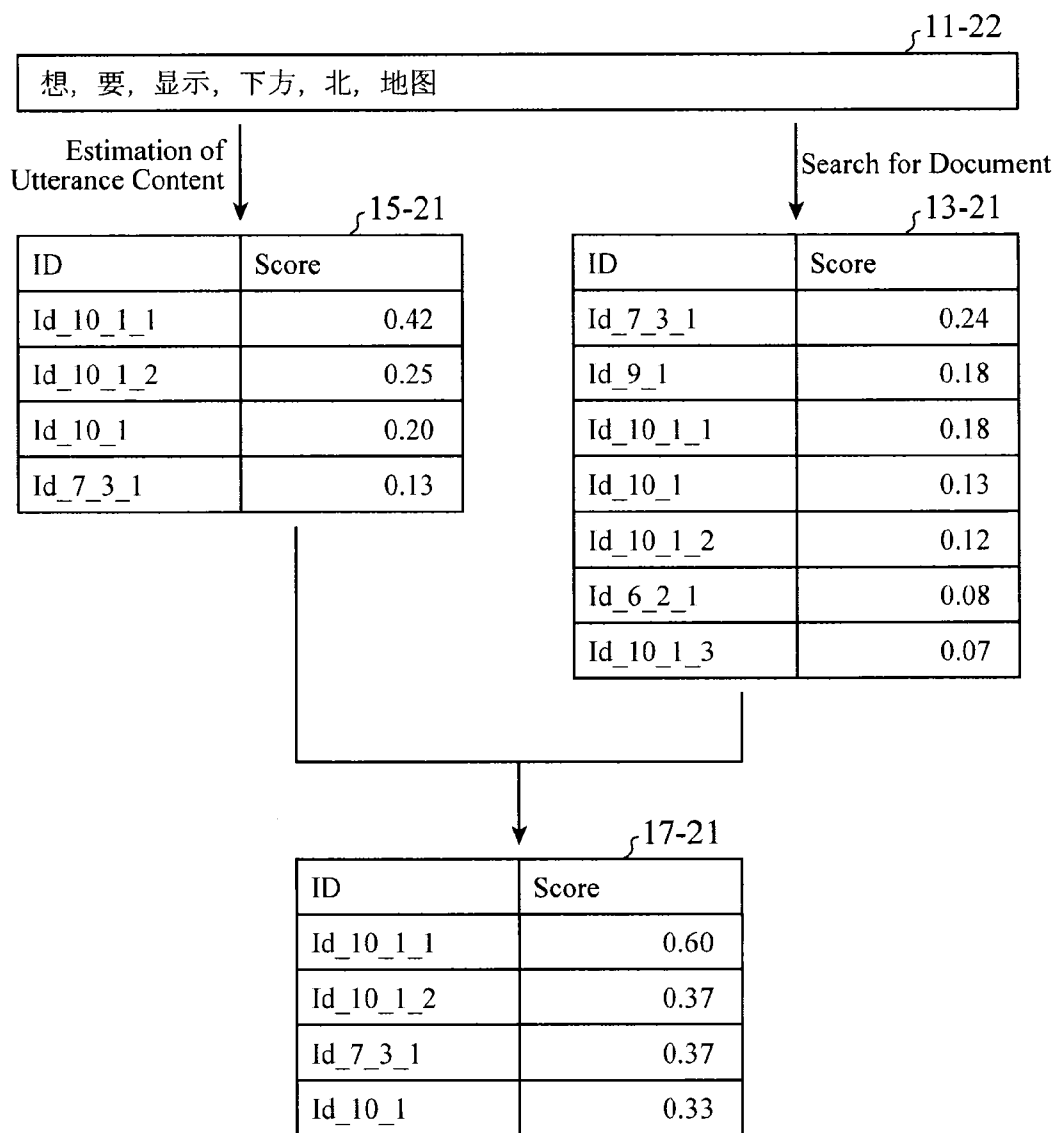 11-22
想, 要, 显示, 下方, 北, 地图
Estimation of
Utterance Content
Search for Document
15-21
ID Score
Id_10_1_1 0.42
Id_10_1_2 0.25
Id_10_1 0.20
Id_7_3_1 0.13
13-21
ID Score
Id_7_3_1 0.24
Id_9_1 0.18
Id_10_1_1 0.18
Id_10_1 0.13
Id_10_1_2 0.12
Id_6_2_1 0.08
Id_10_1_3 0.07
17-21
ID Score
Id_10_1_1 0.60
Id_10_1_2 0.37
Id_7_3_1 0.37
Id_10_1 0.33